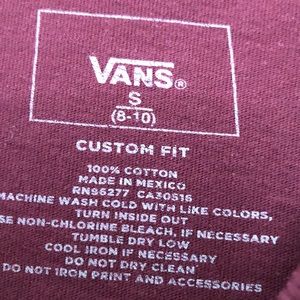 VANS®
S
(8-10)
CUSTOM FIT
100% COTTON
MADE IN MEXICO
RN96277 CA30516
MACHINE WASH COLD WITH LIKE COLORS,
TURN INSIDE OUT
SE NON-CHLORINE BLEACH, IF NECESSARY
TUMBLE DRY LOW
COOL IRON IF NECESSARY
DO NOT DRY CLEAN
DO NOT IRON PRINT AND ACCESSORIES